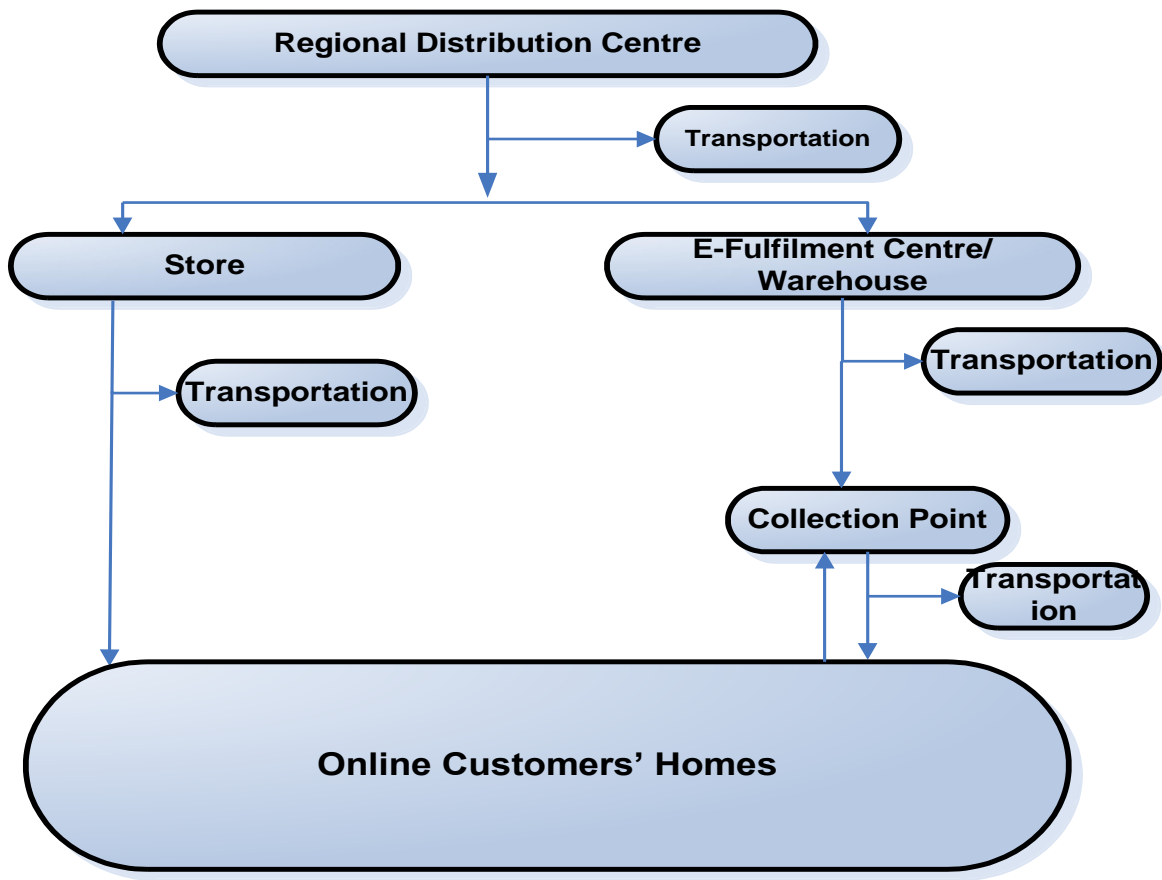 Regional Distribution Centre
Transportation
Store
E-Fulfilment Centre/
Warehouse
Transportation
Transportation
Collection Point
Transportat
ion
Online Customers’ Homes